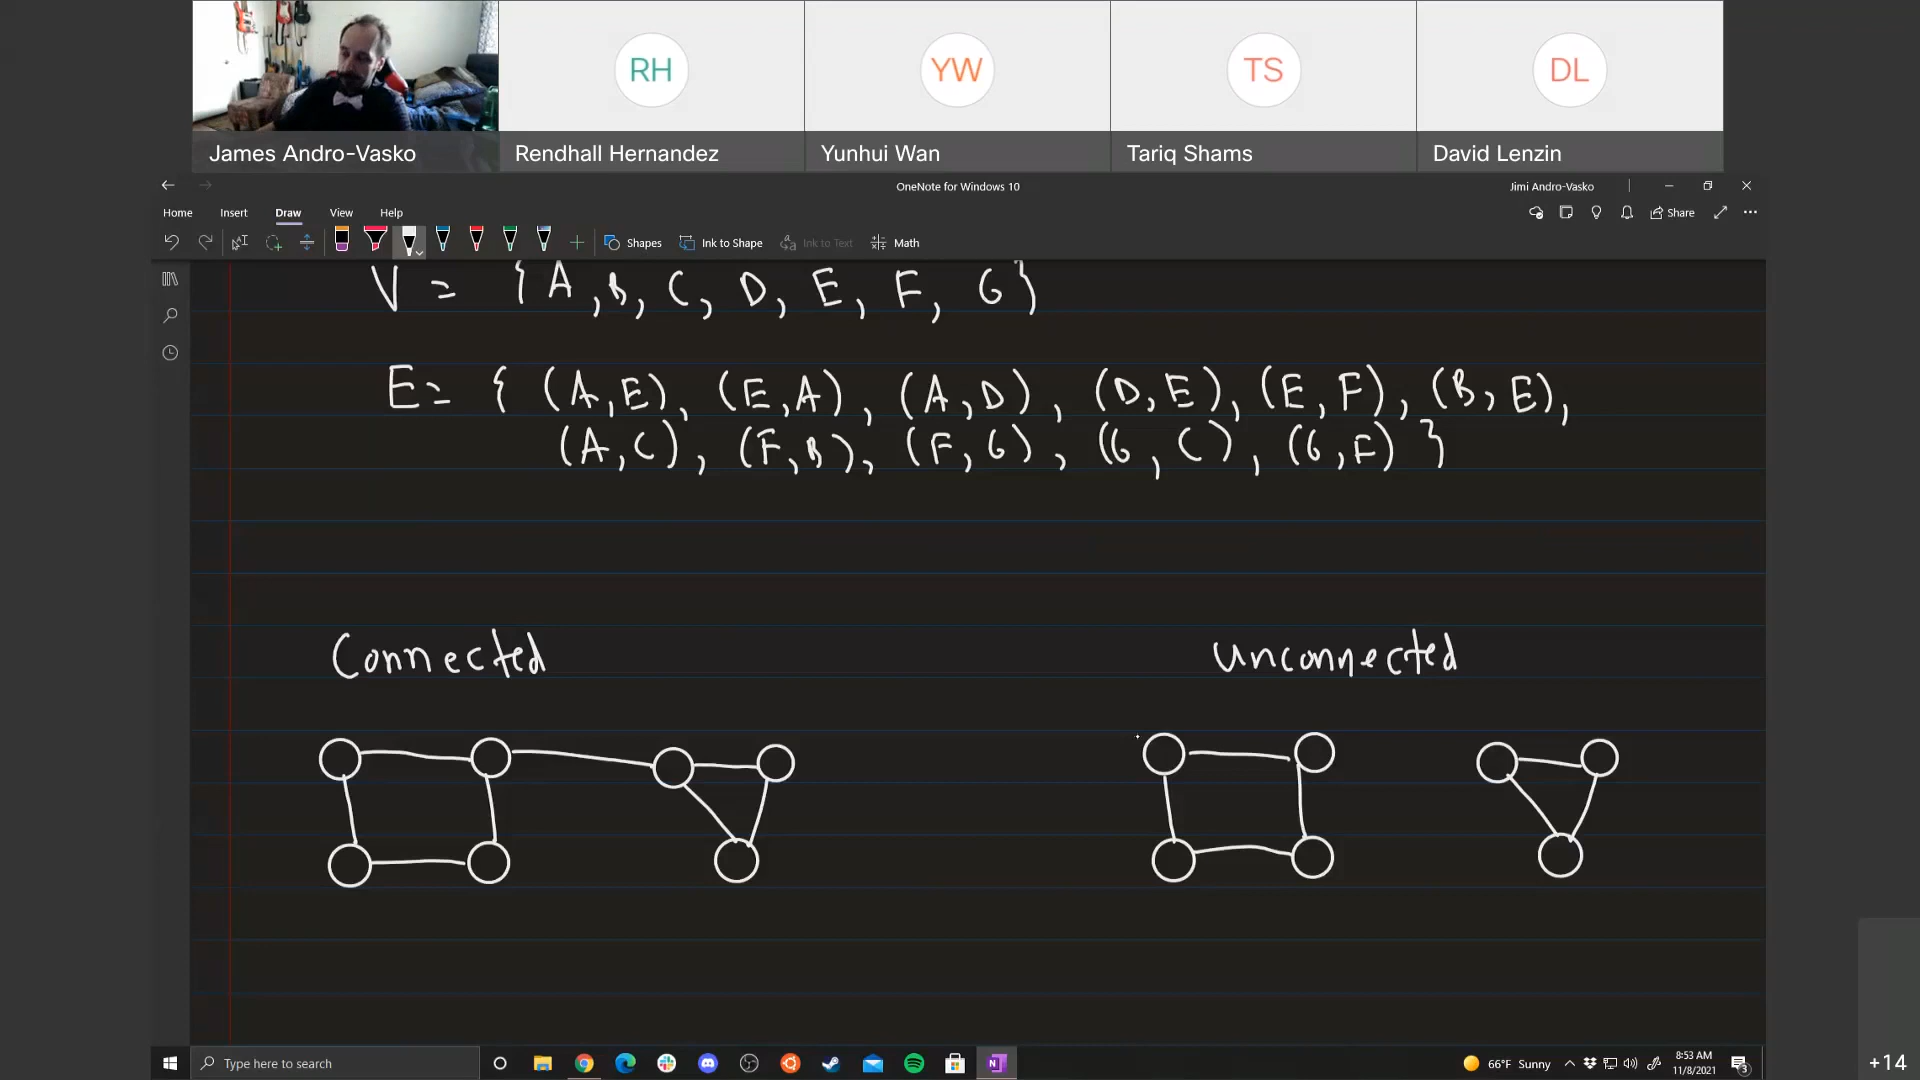 RH YW TS DL
James Andro-Vasko Rendhall Hernandez Yunhui Wan Tariq Shams David Lenzin
OneNote for Windows 10 Jimi Andro-Vasko
Home Insert Draw View Help Share
Shapes Ink to Shape Ink to Text Math
V = { A, B, C, D, E, F, G }
E = { (A,E), (E,A), (A,D), (D,E), (E,F), (B,E),
(A,C), (F,B), (F,G), (G,C), (G,F) }
Connected Unconnected
Type here to search 66°F Sunny 8:53 AM
11/8/2021 3
+14